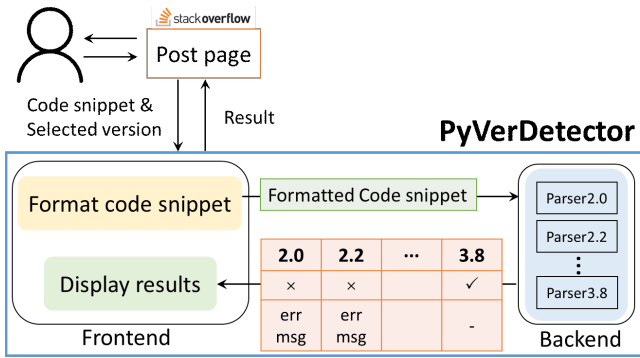 stackoverflow
Post page
Code snippet &
Selected version
Result
PyVerDetector
Format code snippet
Formatted Code snippet
Parser2.0
Parser2.2
⋮
Parser3.8
2.0 2.2 ··· 3.8
× × ✓
err msg err msg -
Display results
Frontend
Backend